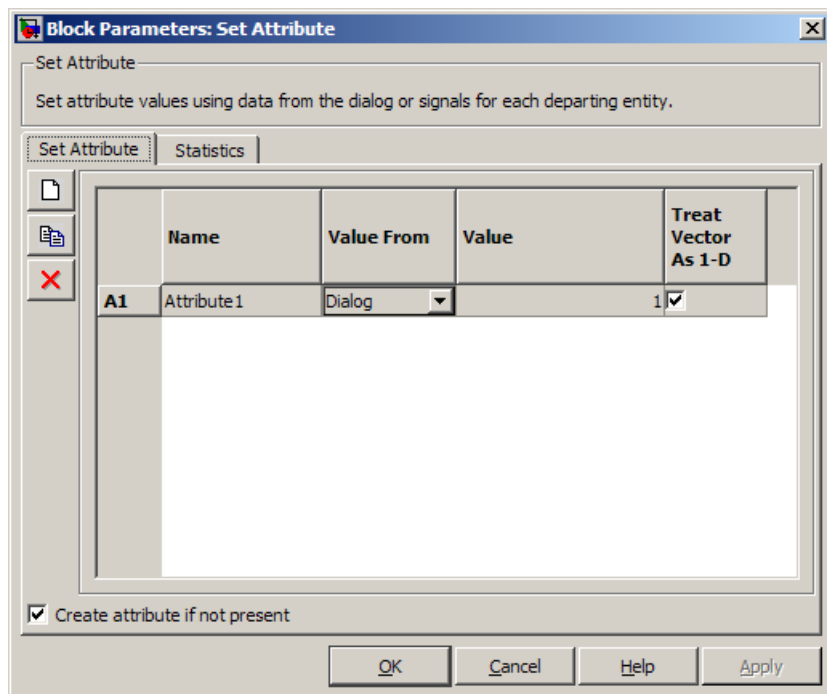 Block Parameters: Set Attribute
Set Attribute
Set attribute values using data from the dialog or signals for each departing entity.
Set Attribute Statistics
Name Value From Value Treat Vector As 1-D
A1 Attribute1 Dialog 1
Create attribute if not present
OK Cancel Help Apply